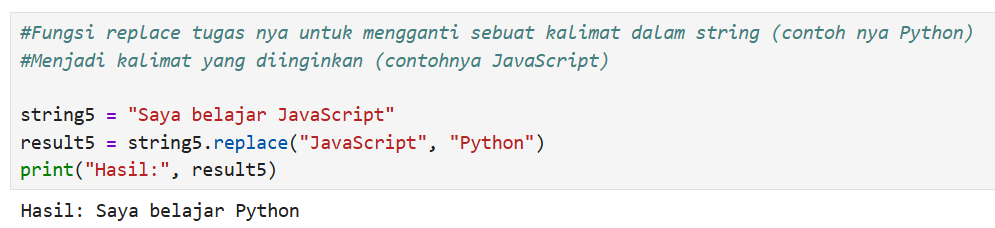 #Fungsi replace tugas nya untuk mengganti sebuat kalimat dalam string (contoh nya Python)
#Menjadi kalimat yang diinginkan (contohnya JavaScript)
string5 = "Saya belajar JavaScript"
result5 = string5.replace("JavaScript", "Python")
print("Hasil:", result5)
Hasil: Saya belajar Python